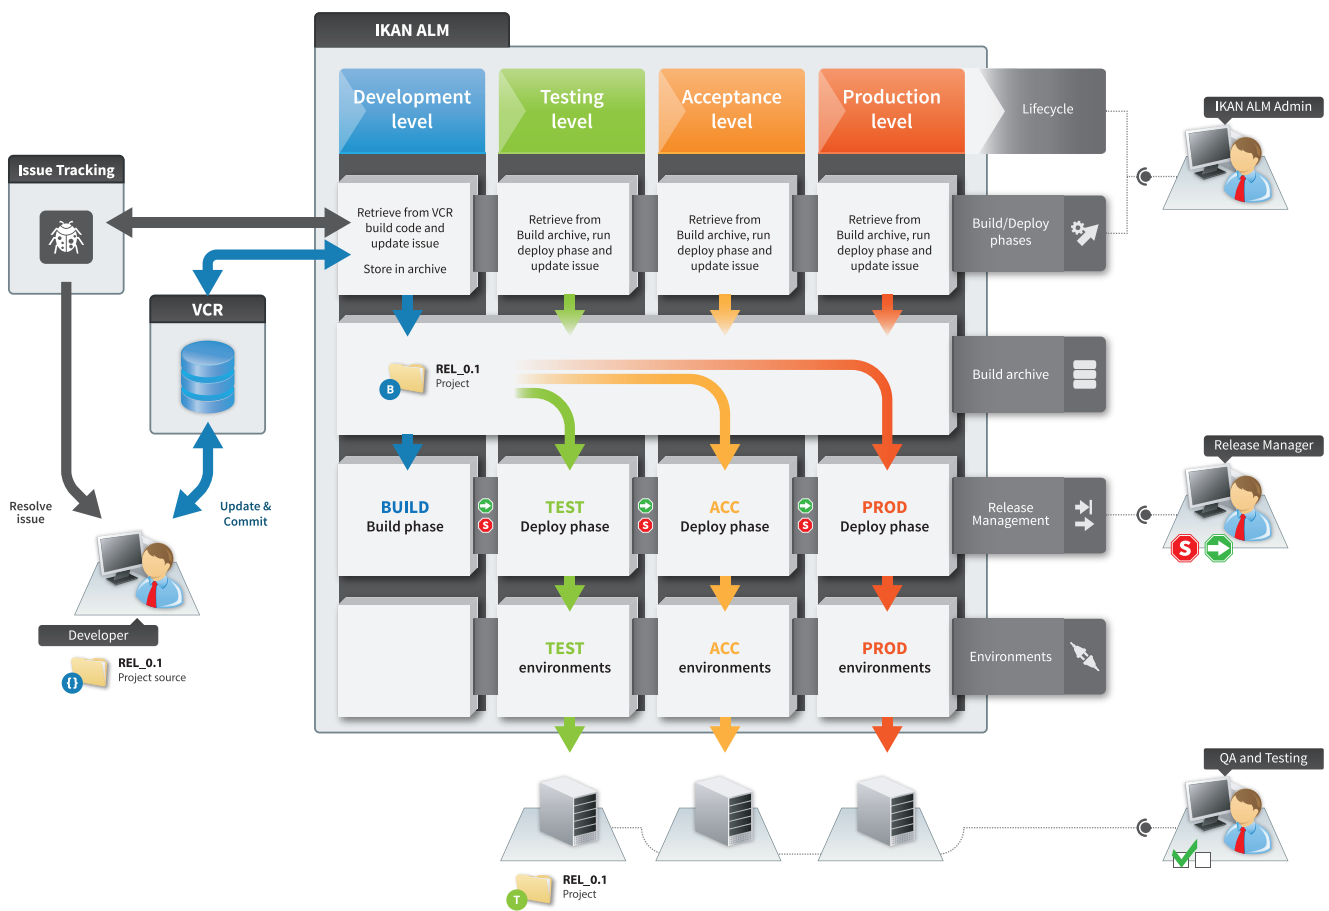 IKAN ALM
Development
level
Testing
level
Acceptance
level
Production
level
Lifecycle
IKAN ALM Admin
Issue Tracking
Retrieve from VCR
build code and
update issue
Store in archive
Retrieve from
Build archive, run
deploy phase and
update issue
Retrieve from
Build archive, run
deploy phase and
update issue
Retrieve from
Build archive, run
deploy phase and
update issue
Build/Deploy
phases
VCR
B
REL_0.1
Project
Build archive
Release Manager
Resolve
issue
Update &
Commit
BUILD
Build phase
S
TEST
Deploy phase
S
ACC
Deploy phase
S
PROD
Deploy phase
Release
Management
S
Developer
{}
REL_0.1
Project source
TEST
environments
ACC
environments
PROD
environments
Environments
QA and Testing
T
REL_0.1
Project